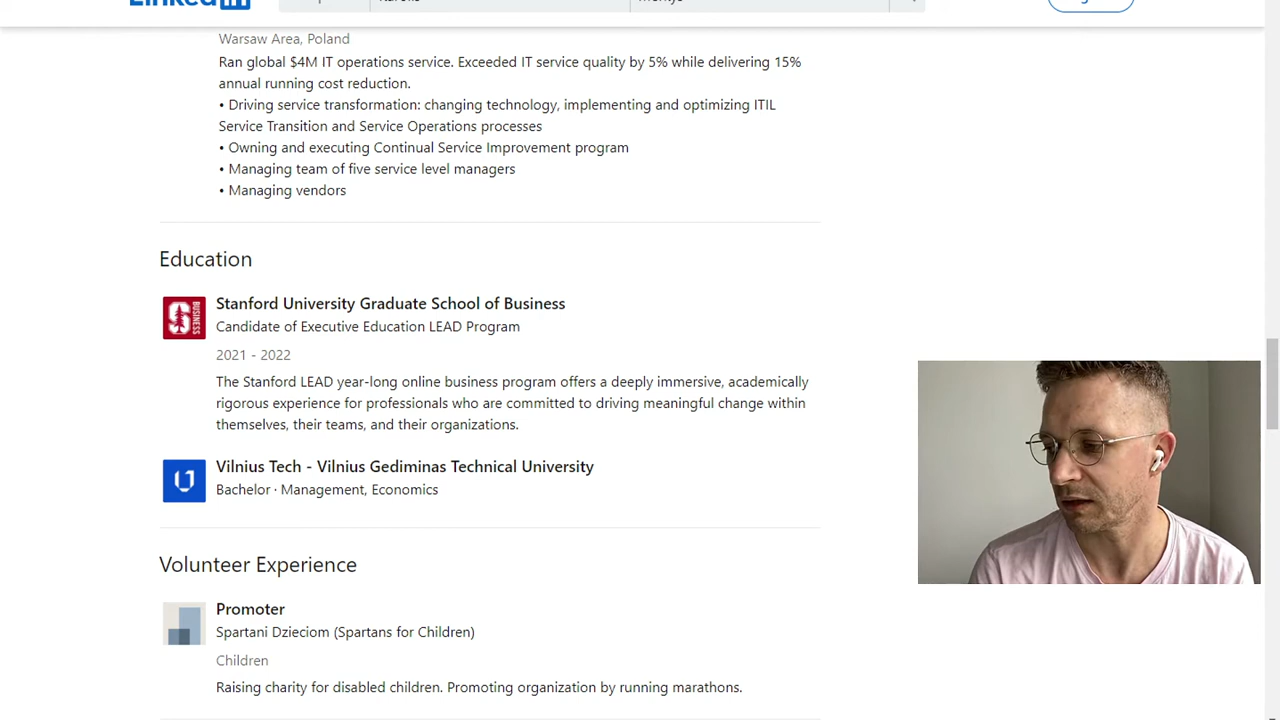 Linked in
Warsaw Area, Poland
Ran global $4M IT operations service. Exceeded IT service quality by 5% while delivering 15%
annual running cost reduction.
• Driving service transformation: changing technology, implementing and optimizing ITIL
Service Transition and Service Operations processes
• Owning and executing Continual Service Improvement program
• Managing team of five service level managers
• Managing vendors
Education
Stanford University Graduate School of Business
Candidate of Executive Education LEAD Program
2021 - 2022
The Stanford LEAD year-long online business program offers a deeply immersive, academically
rigorous experience for professionals who are committed to driving meaningful change within
themselves, their teams, and their organizations.
Vilnius Tech - Vilnius Gediminas Technical University
Bachelor · Management, Economics
Volunteer Experience
Promoter
Spartani Dzieciom (Spartans for Children)
Children
Raising charity for disabled children. Promoting organization by running marathons.
BUSINESS